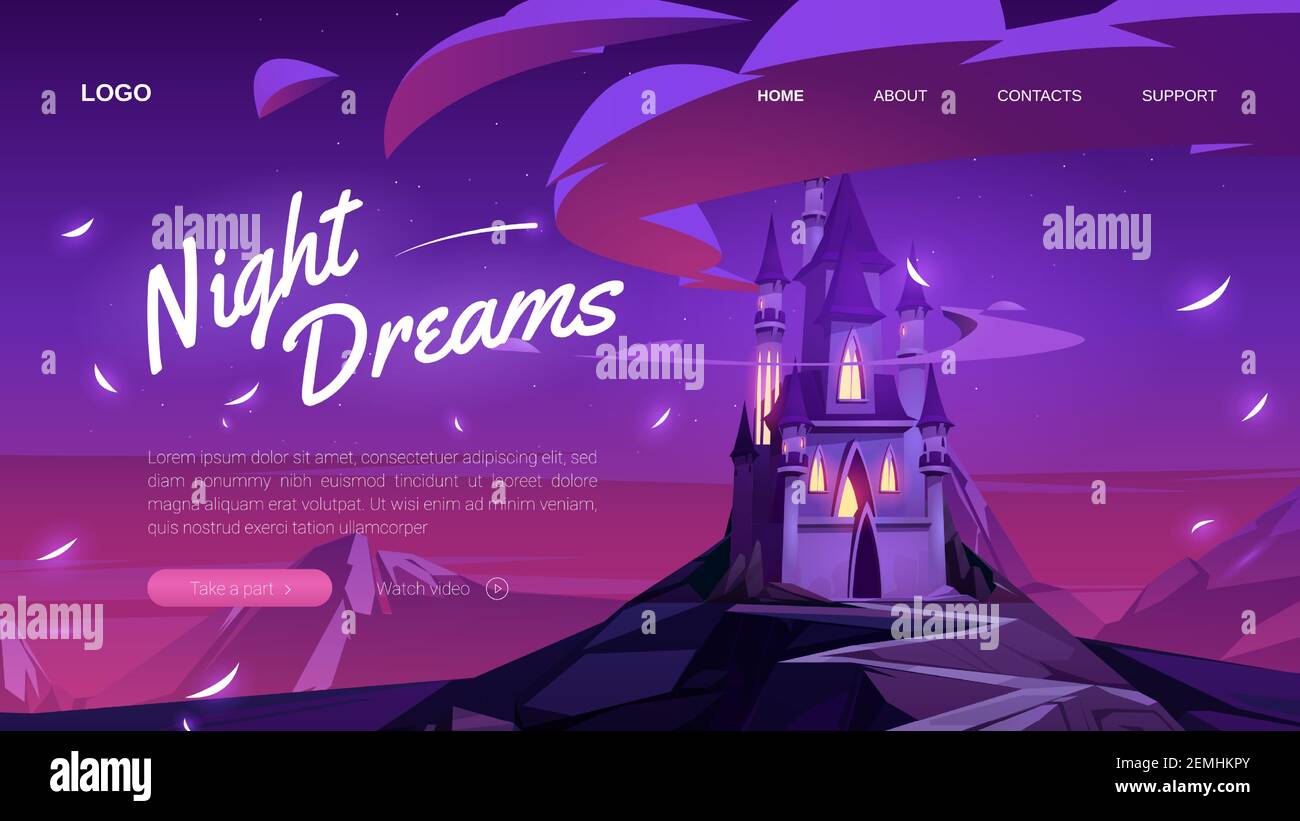 LOGO
HOME ABOUT CONTACTS SUPPORT
Night
Dreams
Lorem ipsum dolor sit amet, consectetuer adipiscing elit, sed
diam nonummy nibh euismod tincidunt ut laoreet dolore
magna aliquam erat volutpat. Ut wisi enim ad minim veniam,
quis nostrud exerci tation ullamcorper
Take a part >
Watch video
alamy
alamy
alamy
alamy
alamy
a
a
a
a
a
a
a
a
a
a
a
a
alamy
Image ID: 2EMHKPY
www.alamy.com